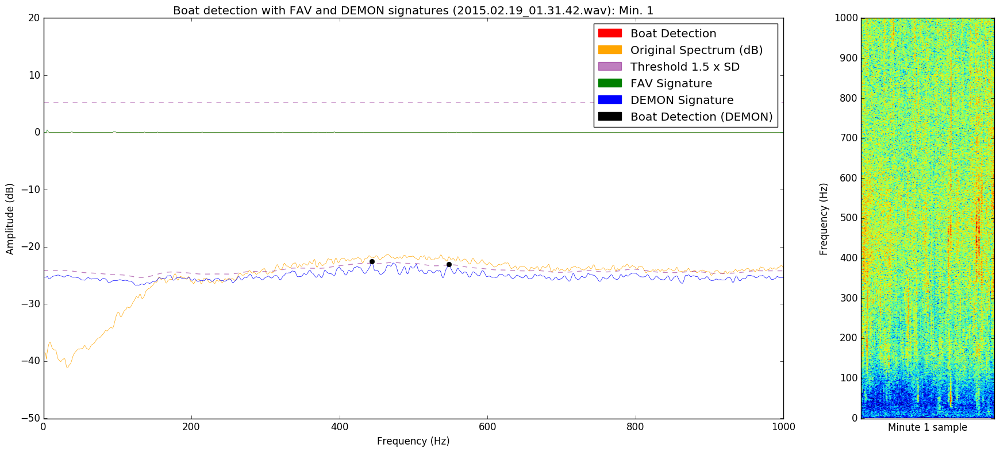 Boat detection with FAV and DEMON signatures (2015.02.19_01.31.42.wav): Min. 1
Boat Detection
Original Spectrum (dB)
Threshold 1.5 x SD
FAV Signature
DEMON Signature
Boat Detection (DEMON)
Amplitude (dB)
20
10
0
−10
−20
−30
−40
−50
0
200
400
600
800
1000
Frequency (Hz)
Frequency (Hz)
1000
900
800
700
600
500
400
300
200
100
0
Minute 1 sample